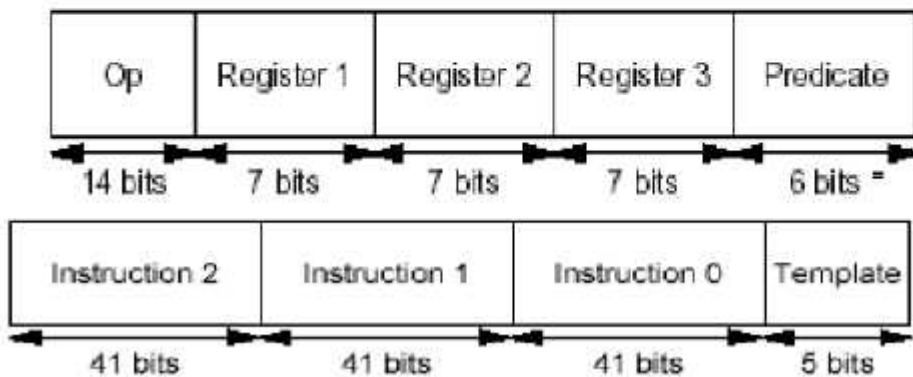 Op Register 1 Register 2 Register 3 Predicate
14 bits 7 bits 7 bits 7 bits 6 bits =
Instruction 2 Instruction 1 Instruction 0 Template
41 bits 41 bits 41 bits 5 bits